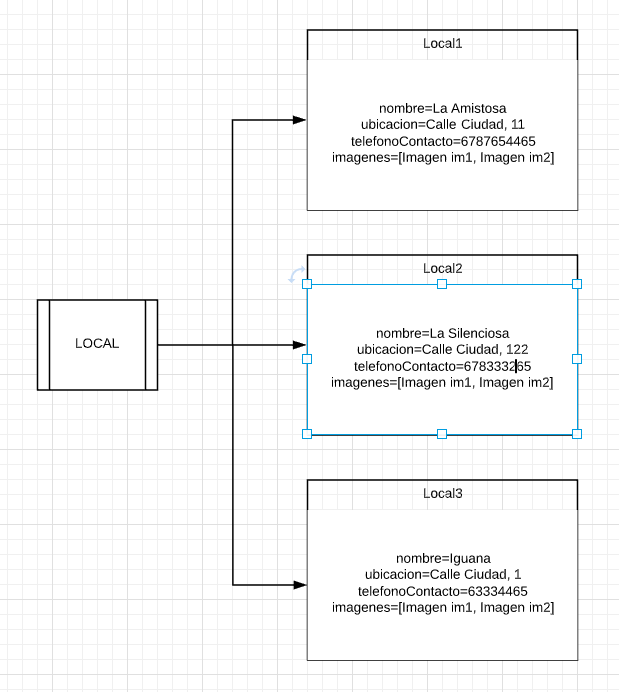 Local1
nombre=La Amistosa
ubicacion=Calle Ciudad, 11
telefonoContacto=6787654465
imagenes=[Imagen im1, Imagen im2]
Local2
nombre=La Silenciosa
ubicacion=Calle Ciudad, 122
telefonoContacto=678333265
imagenes=[Imagen im1, Imagen im2]
LOCAL
Local3
nombre=Iguana
ubicacion=Calle Ciudad, 1
telefonoContacto=63334465
imagenes=[Imagen im1, Imagen im2]